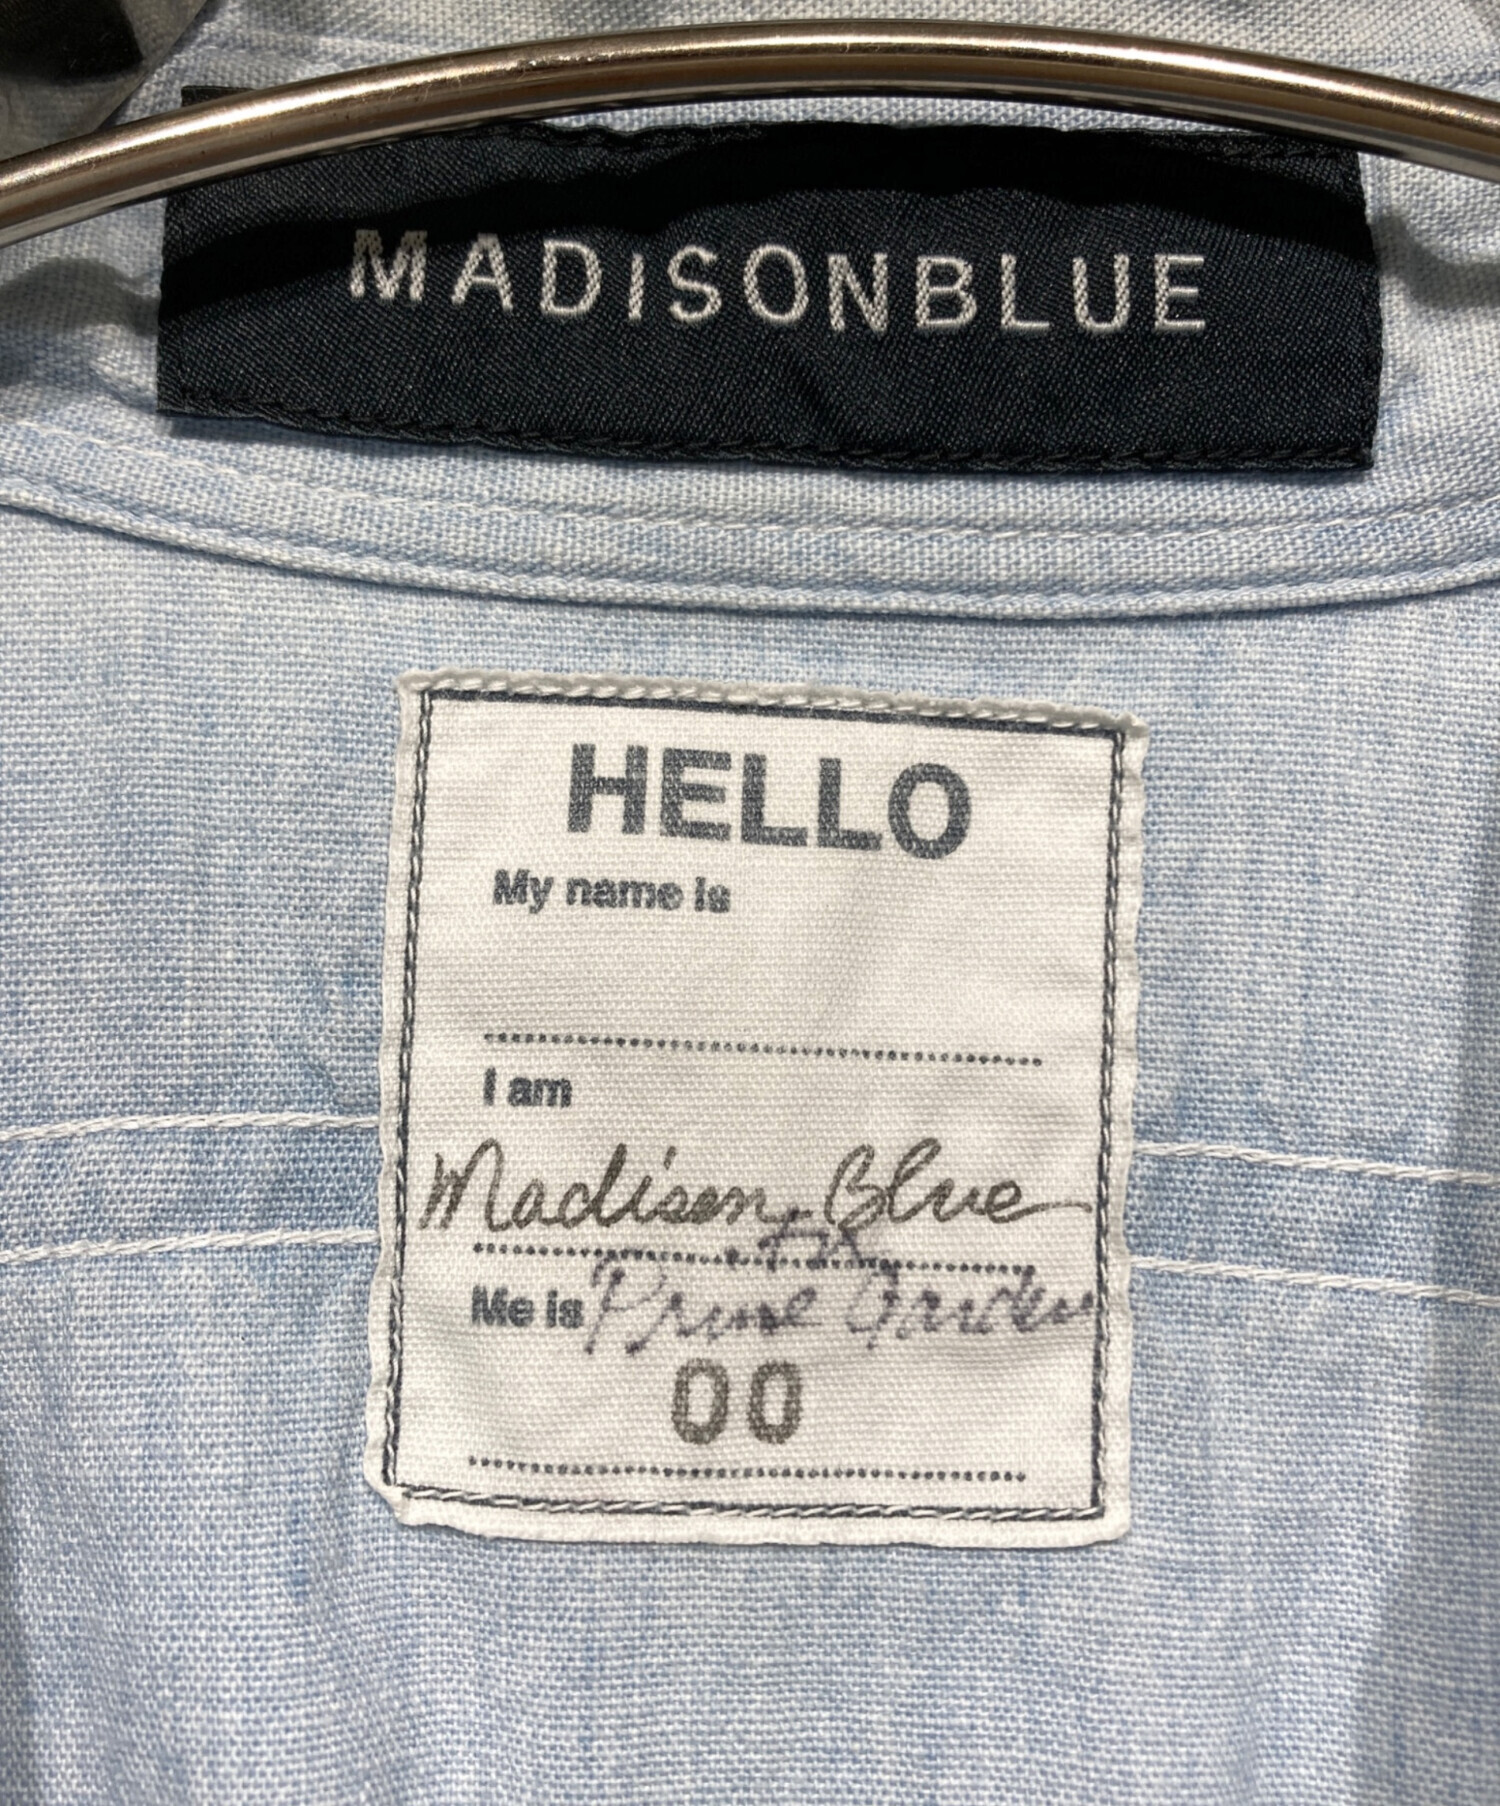 MADISONBLUE
HELLO
My name is
I am
Madison Blue
Me is
00